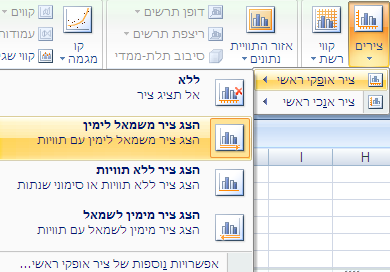 צירים
קווי רשת
אזור התוויית נתונים
דופן תרשים
ריצפת תרשים
סיבוב תלת-ממדי
קו מגמה
קווים
עמודות
קווי שגי
ציר אופקי ראשי
ציר אנכי ראשי
ללא
אל תציג ציר
הצג ציר משמאל לימין
הצג ציר משמאל לימין עם תוויות
הצג ציר ללא תוויות
הצג ציר ללא תוויות או סימוני שנתות
הצג ציר מימין לשמאל
הצג ציר מימין לשמאל עם תוויות
אפשרויות נוספות של ציר אופקי ראשי...
I H